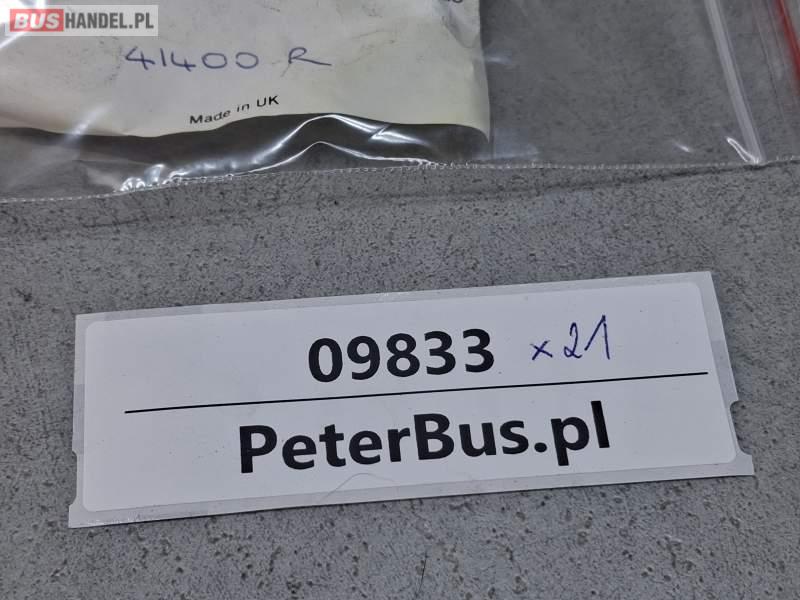 BUSHANDEL.PL
41400 R
Made in UK
09833 x21
PeterBus.pl